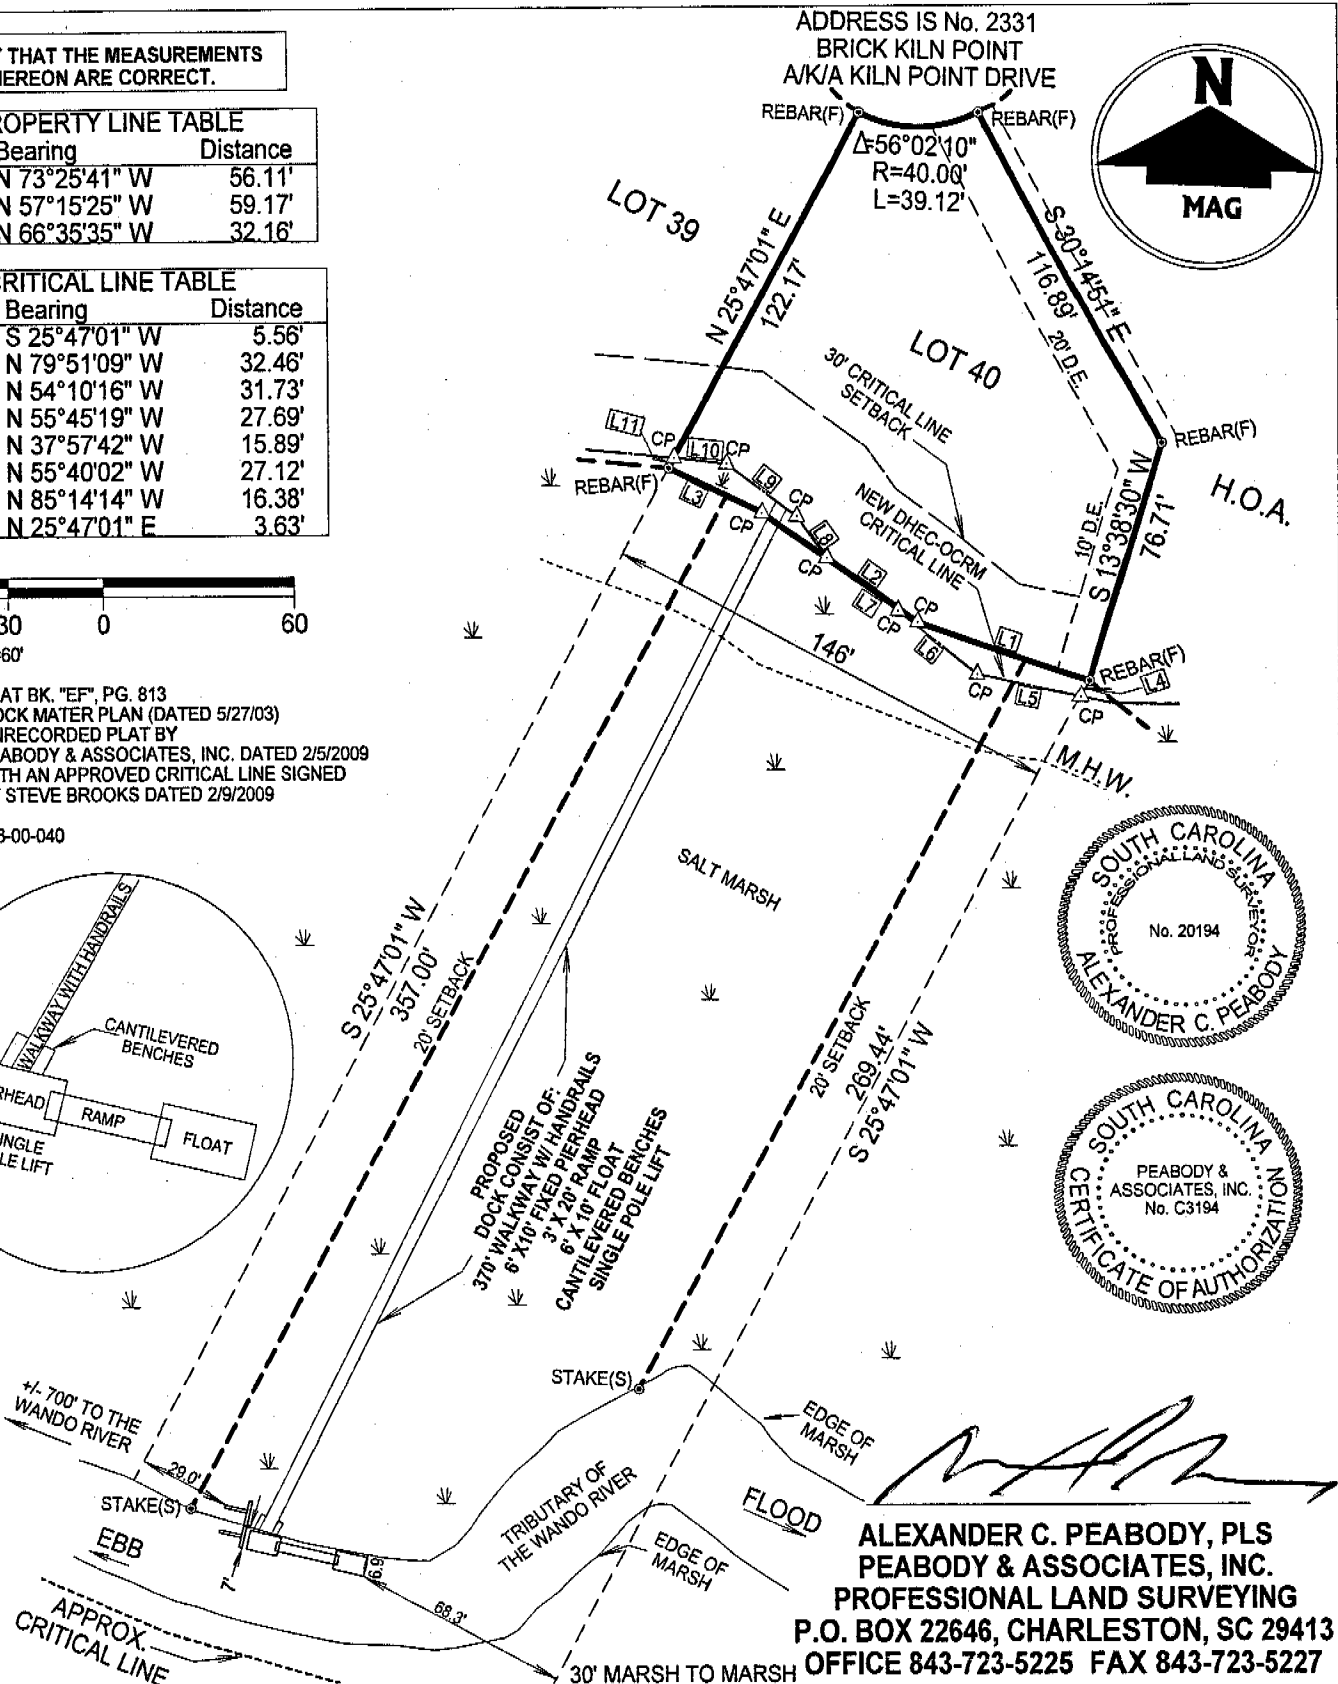 ADDRESS IS No. 2331
BRICK KILN POINT
A/K/A KILN POINT DRIVE
THAT THE MEASUREMENTS
HEREON ARE CORRECT.
ROPERTY LINE TABLE
Bearing Distance
N 73°25'41" W 56.11'
N 57°15'25" W 59.17'
N 66°35'35" W 32.16'
CRITICAL LINE TABLE
Bearing Distance
S 25°47'01" W 5.56'
N 79°51'09" W 32.46'
N 54°10'16" W 31.73'
N 55°45'19" W 27.69'
N 37°57'42" W 15.89'
N 55°40'02" W 27.12'
N 85°14'14" W 16.38'
N 25°47'01" E 3.63'
30 0 60
=60'
AT BK. "EF", PG. 813
OCK MATER PLAN (DATED 5/27/03)
NRECORDED PLAT BY
ABODY & ASSOCIATES, INC. DATED 2/5/2009
TH AN APPROVED CRITICAL LINE SIGNED
STEVE BROOKS DATED 2/9/2009
-00-040
REBAR(F)
REBAR(F)
Δ=56°02'10"
R=40.00'
L=39.12'
N
MAG
LOT 39
N 25°47'01" E
122.17'
S 30°14'51" E
116.89'
20' D.E.
LOT 40
30' CRITICAL LINE
SETBACK
NEW DHEC-OCRM
CRITICAL LINE
REBAR(F)
H.O.A.
10' D.E.
S 13°38'30" W
76.71'
L11
CP
L10
CP
L9
REBAR(F)
L3
CP
CP
L8
CP
L2
L7
CP
CP
L6
L1
CP
L5
REBAR(F)
L4
CP
146'
M.H.W.
SALT MARSH
S 25°47'01" W
357.00'
20' SETBACK
20' SETBACK
269.44'
S 25°47'01" W
WALKWAY WITH HANDRAILS
CANTILEVERED
BENCHES
RHEAD
RAMP
FLOAT
INGLE
LE LIFT
PROPOSED
DOCK CONSIST OF:
370' WALKWAY W/ HANDRAILS
6' X10' FIXED PIERHEAD
3' X 20' RAMP
6' X 10' FLOAT
CANTILEVERED BENCHES
SINGLE POLE LIFT
SOUTH CAROLINA
PROFESSIONAL LAND SURVEYOR
No. 20194
ALEXANDER C. PEABODY
SOUTH CAROLINA
PEABODY &
ASSOCIATES, INC.
No. C3194
CERTIFICATE OF AUTHORIZATION
+/- 700' TO THE
WANDO RIVER
29.0'
STAKE(S)
STAKE(S)
EBB
7'
6.9'
68.3'
APPROX.
CRITICAL LINE
TRIBUTARY OF
THE WANDO RIVER
EDGE OF
MARSH
EDGE OF
MARSH
FLOOD
30' MARSH TO MARSH
ALEXANDER C. PEABODY, PLS
PEABODY & ASSOCIATES, INC.
PROFESSIONAL LAND SURVEYING
P.O. BOX 22646, CHARLESTON, SC 29413
OFFICE 843-723-5225 FAX 843-723-5227